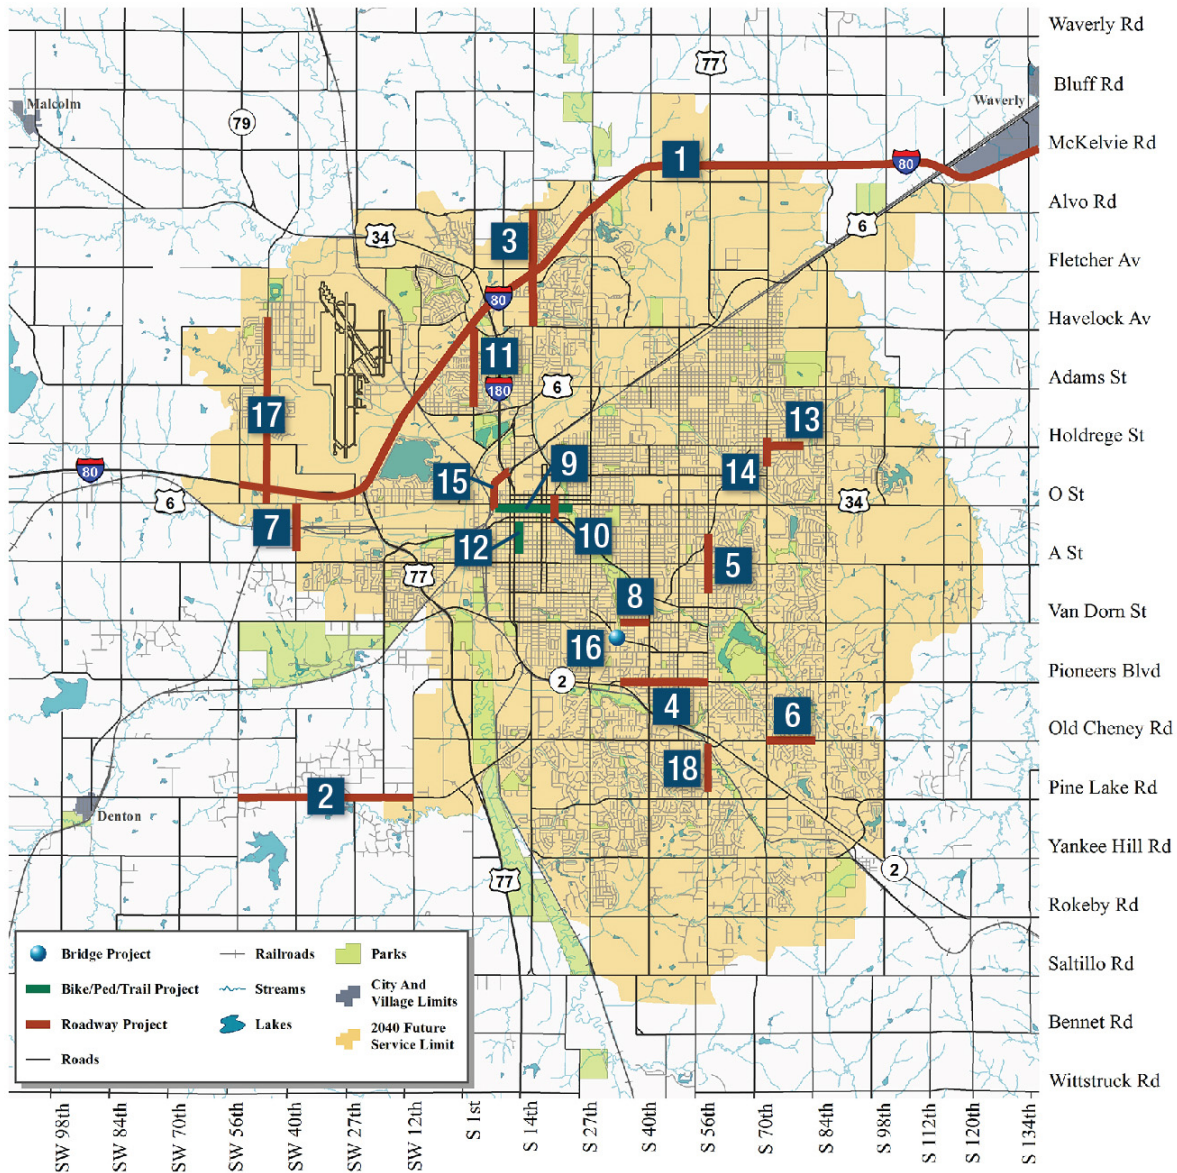 Waverly Rd
77
Bluff Rd
Malcolm
Waverly
79
McKelvie Rd
1
80
Alvo Rd
6
34
3
Fletcher Av
80
Havelock Av
11
180
6
Adams St
17
13
Holdrege St
9
14
80
15
O St
6
34
7
12
10
A St
77
5
8
Van Dorn St
16
Pioneers Blvd
2
4
6
Old Cheney Rd
18
2
Pine Lake Rd
Denton
Yankee Hill Rd
2
77
Rokeby Rd
Bridge Project
Railroads
Parks
Saltillo Rd
Bike/Ped/Trail Project
Streams
City And
Village Limits
Roadway Project
Lakes
2040 Future
Service Limit
Bennet Rd
Roads
Wittstruck Rd
SW 98th
SW 84th
SW 70th
SW 56th
SW 40th
SW 27th
SW 12th
S 1st
S 14th
S 27th
S 40th
S 56th
S 70th
S 84th
S 98th
S 112th
S 120th
S 134th